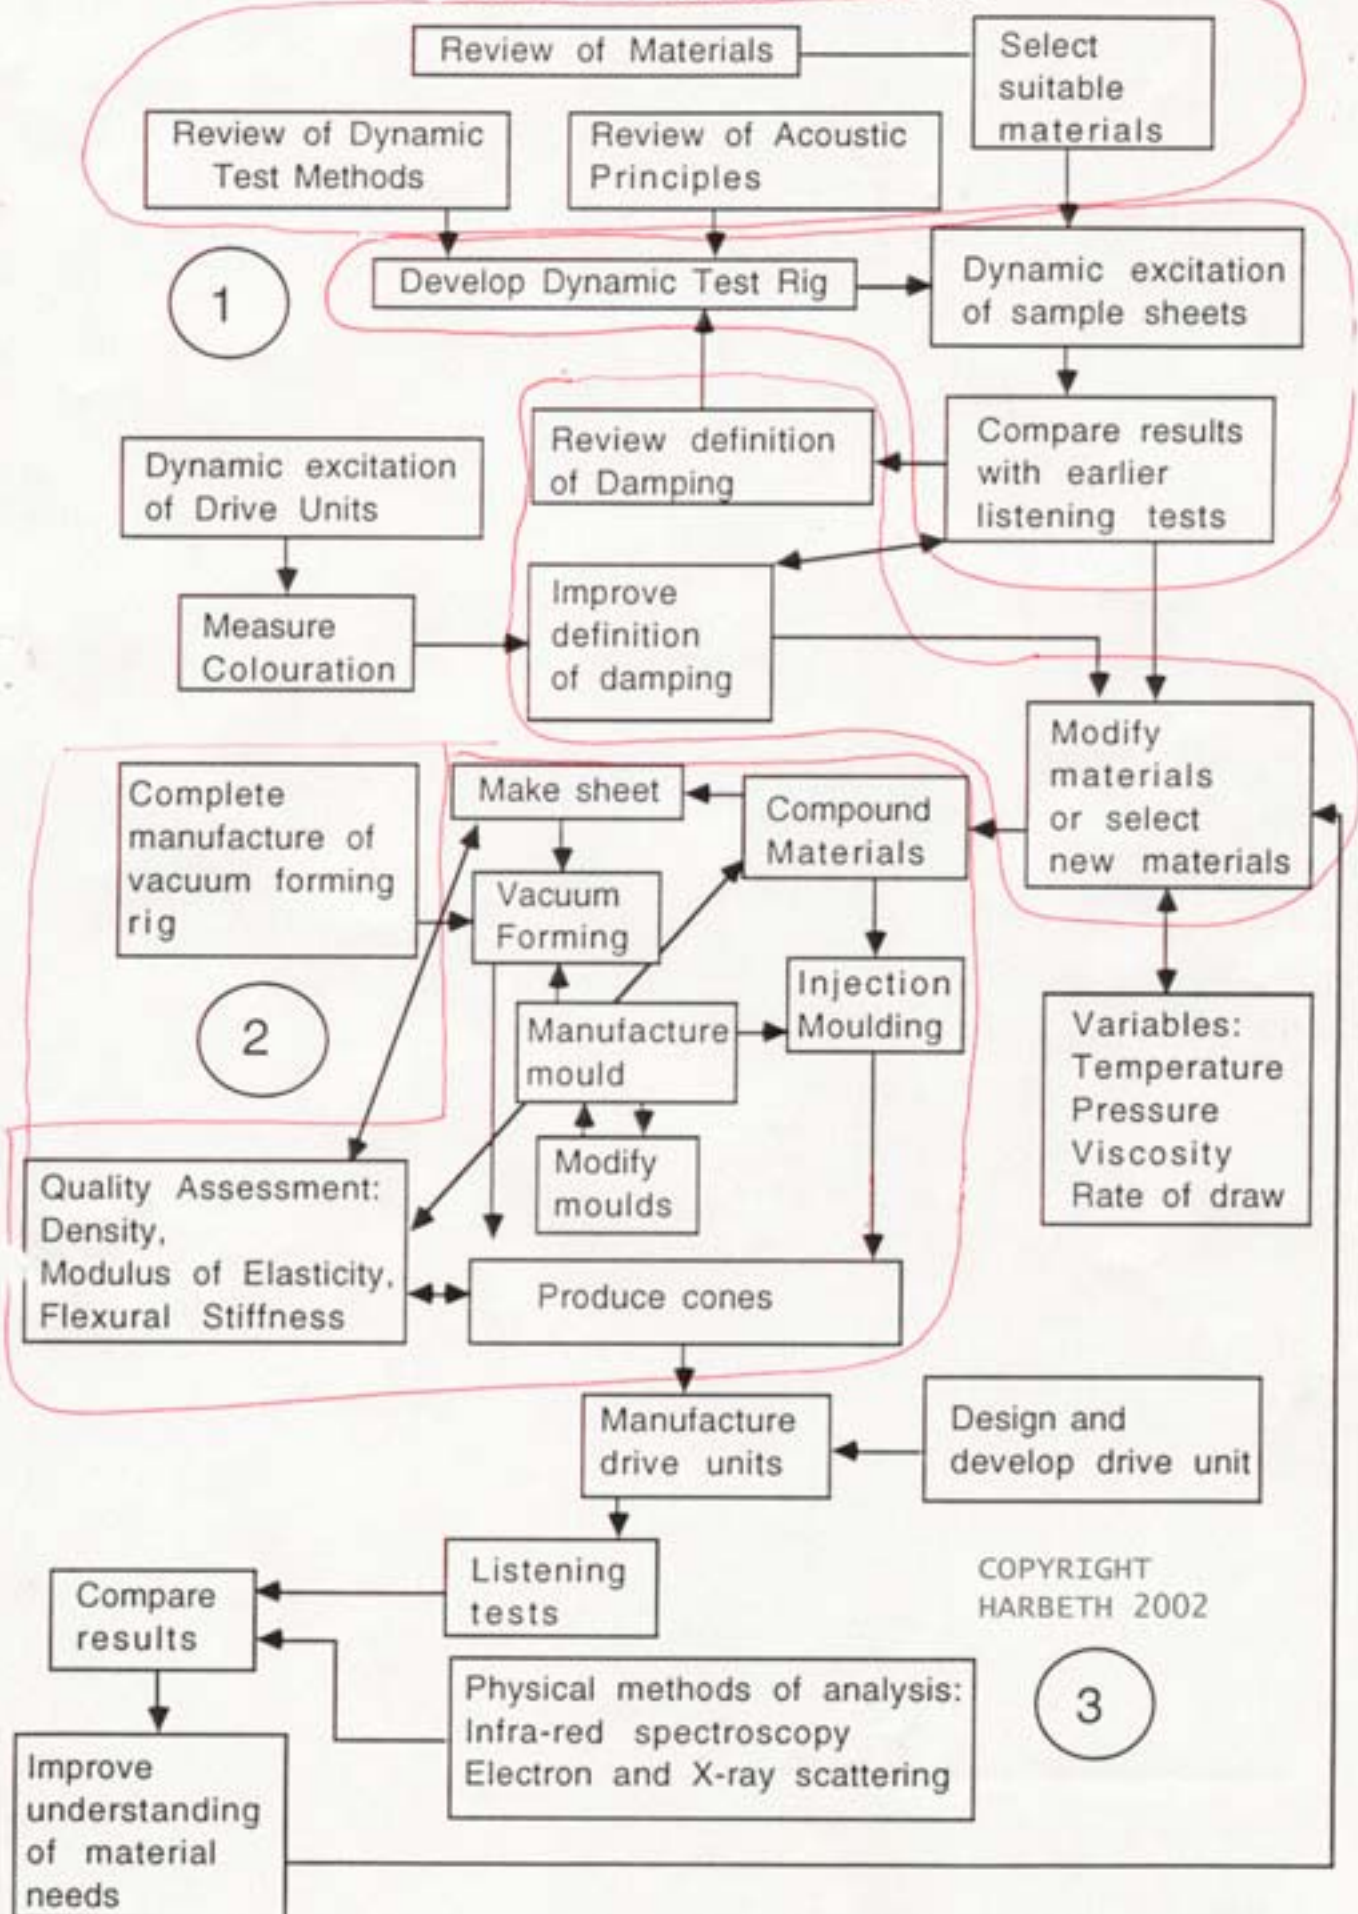 Review of Materials
Select
suitable
materials
Review of Dynamic
Test Methods
Review of Acoustic
Principles
1
Develop Dynamic Test Rig
Dynamic excitation
of sample sheets
Review definition
of Damping
Compare results
with earlier
listening tests
Dynamic excitation
of Drive Units
Improve
definition
of damping
Measure
Colouration
Modify
materials
or select
new materials
Complete
manufacture of
vacuum forming
rig
Make sheet
Compound
Materials
Vacuum
Forming
Injection
Moulding
2
Manufacture
mould
Variables:
Temperature
Pressure
Viscosity
Rate of draw
Modify
moulds
Quality Assessment:
Density,
Modulus of Elasticity,
Flexural Stiffness
Produce cones
Manufacture
drive units
Design and
develop drive unit
Listening
tests
COPYRIGHT
HARBETH 2002
Compare
results
Physical methods of analysis:
Infra-red spectroscopy
Electron and X-ray scattering
3
Improve
understanding
of material
needs